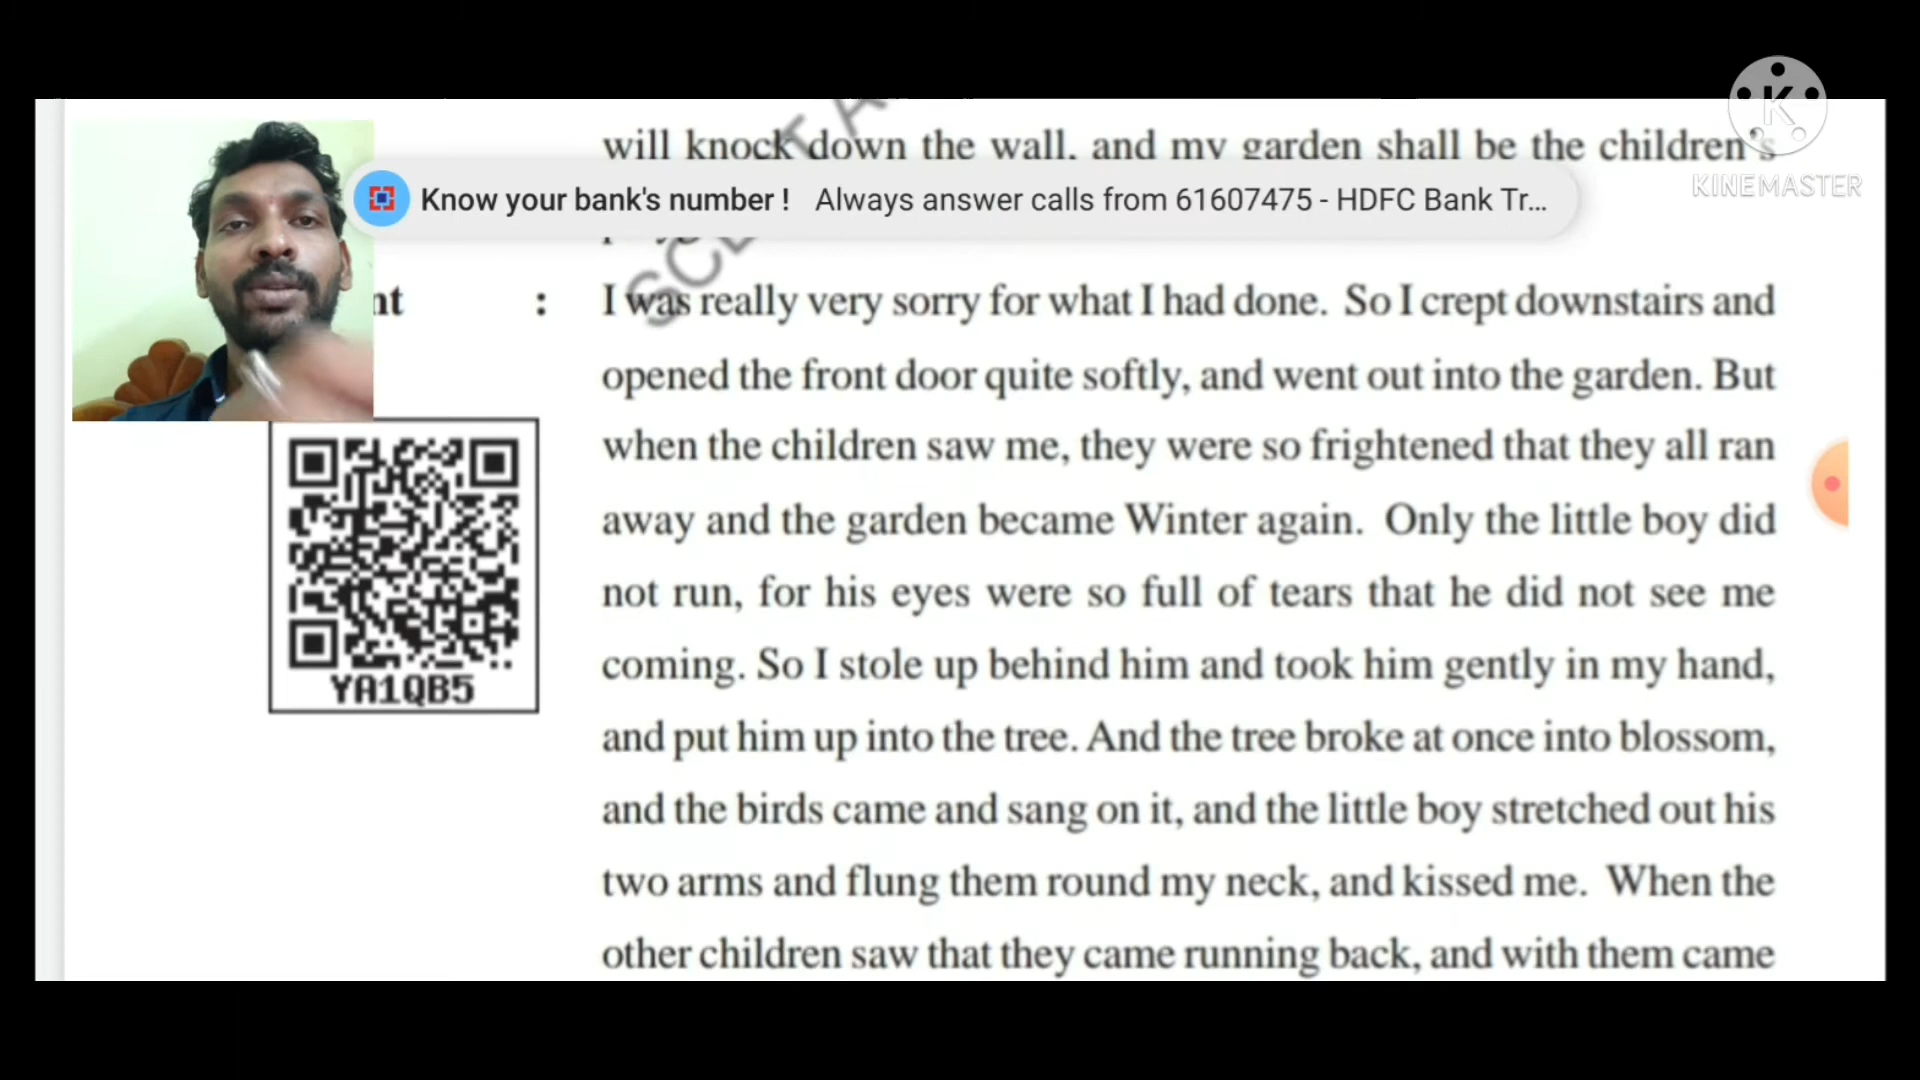 KINEMASTER
will knock down the wall, and my garden shall be the children's
Know your bank's number ! Always answer calls from 61607475 - HDFC Bank Tr...
nt : I was really very sorry for what I had done. So I crept downstairs and
opened the front door quite softly, and went out into the garden. But
when the children saw me, they were so frightened that they all ran
away and the garden became Winter again. Only the little boy did
not run, for his eyes were so full of tears that he did not see me
coming. So I stole up behind him and took him gently in my hand,
and put him up into the tree. And the tree broke at once into blossom,
and the birds came and sang on it, and the little boy stretched out his
two arms and flung them round my neck, and kissed me. When the
other children saw that they came running back, and with them came
YA1QB5